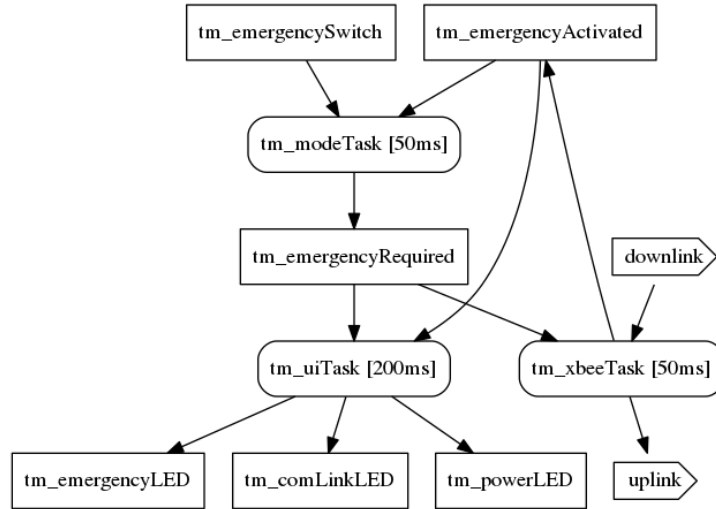 tm_emergencySwitch
tm_emergencyActivated
tm_modeTask [50ms]
tm_emergencyRequired
downlink
tm_uiTask [200ms]
tm_xbeeTask [50ms]
tm_emergencyLED
tm_comLinkLED
tm_powerLED
uplink